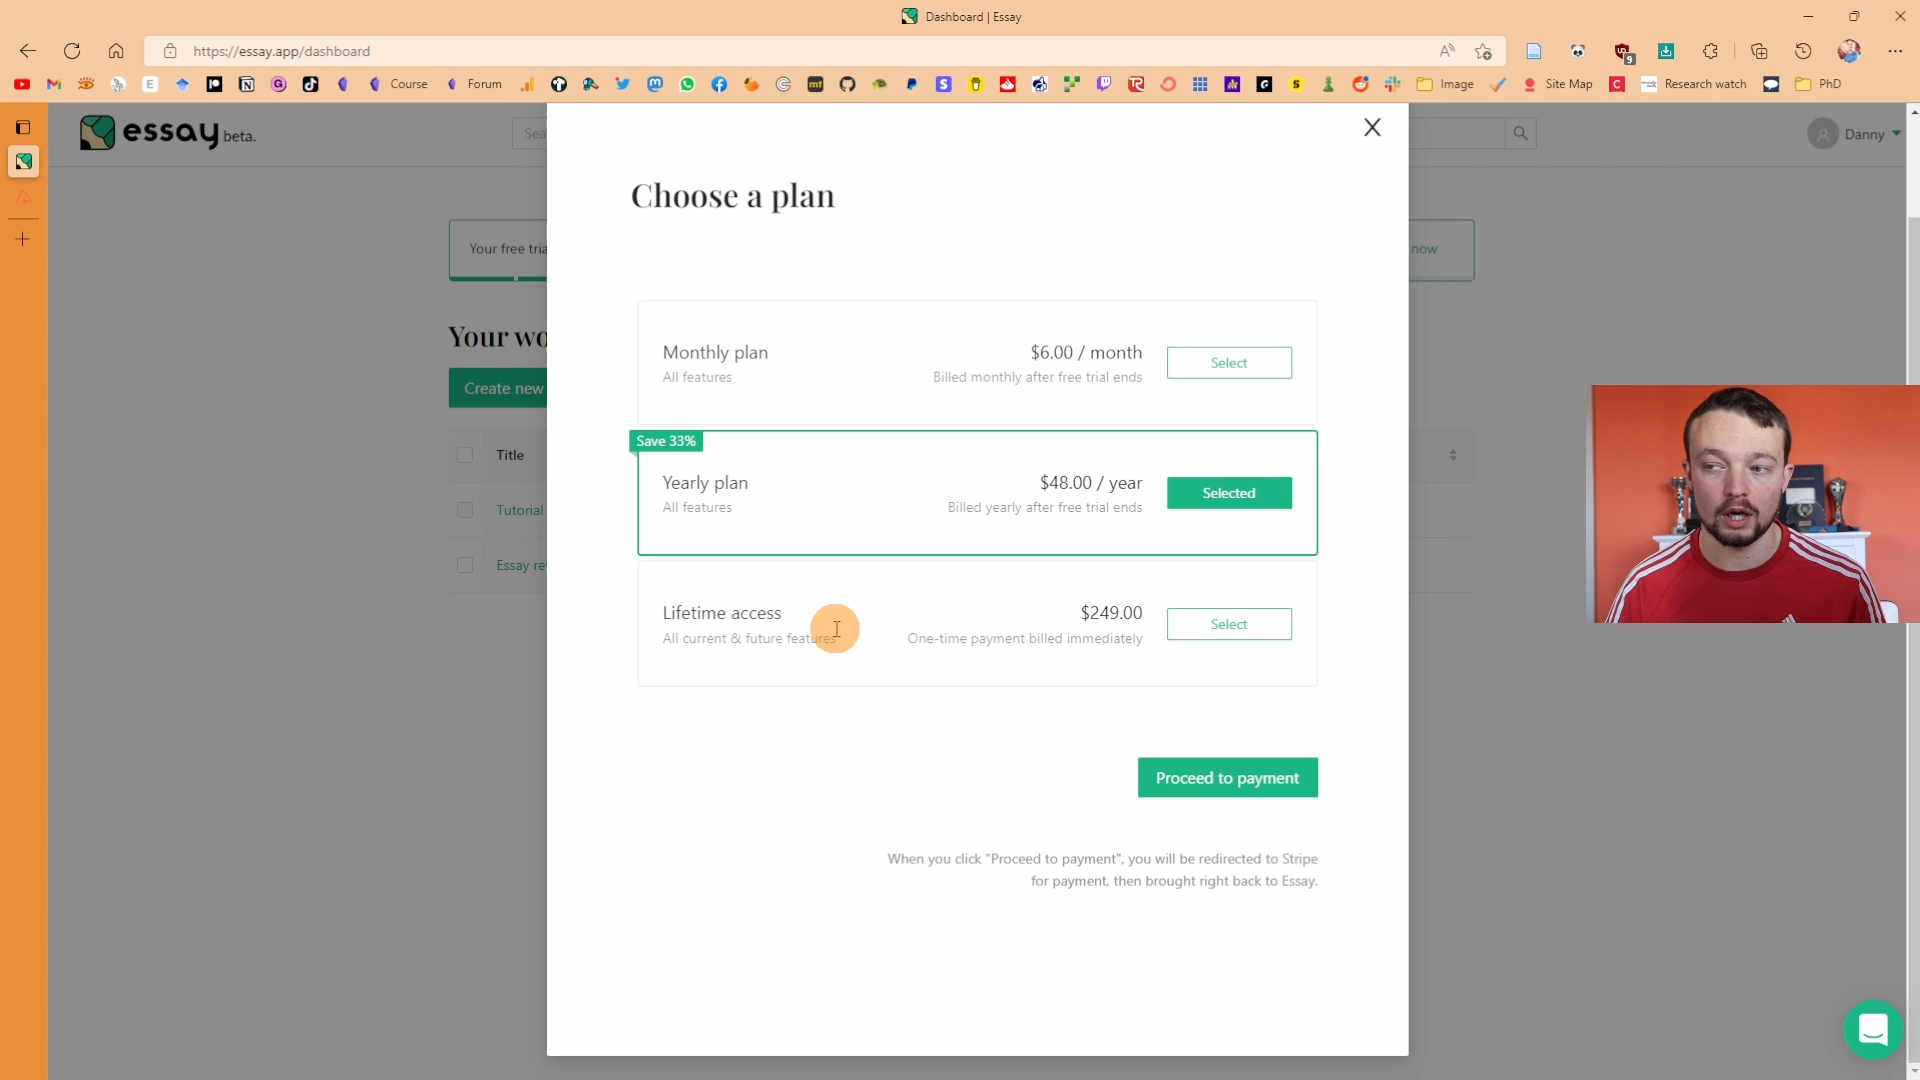 Dashboard | Essay
https://essay.app/dashboard
9
Course
Forum
Image
Site Map
Research watch
PhD
essay beta.
Sea
Danny
Choose a plan
Your free tria
now
Your wo
Create new
Title
Tutorial
Essay re
Monthly plan
All features
$6.00 / month
Billed monthly after free trial ends
Select
Save 33%
Yearly plan
All features
$48.00 / year
Billed yearly after free trial ends
Selected
Lifetime access
All current & future features
$249.00
One-time payment billed immediately
Select
Proceed to payment
When you click "Proceed to payment", you will be redirected to Stripe
for payment, then brought right back to Essay.